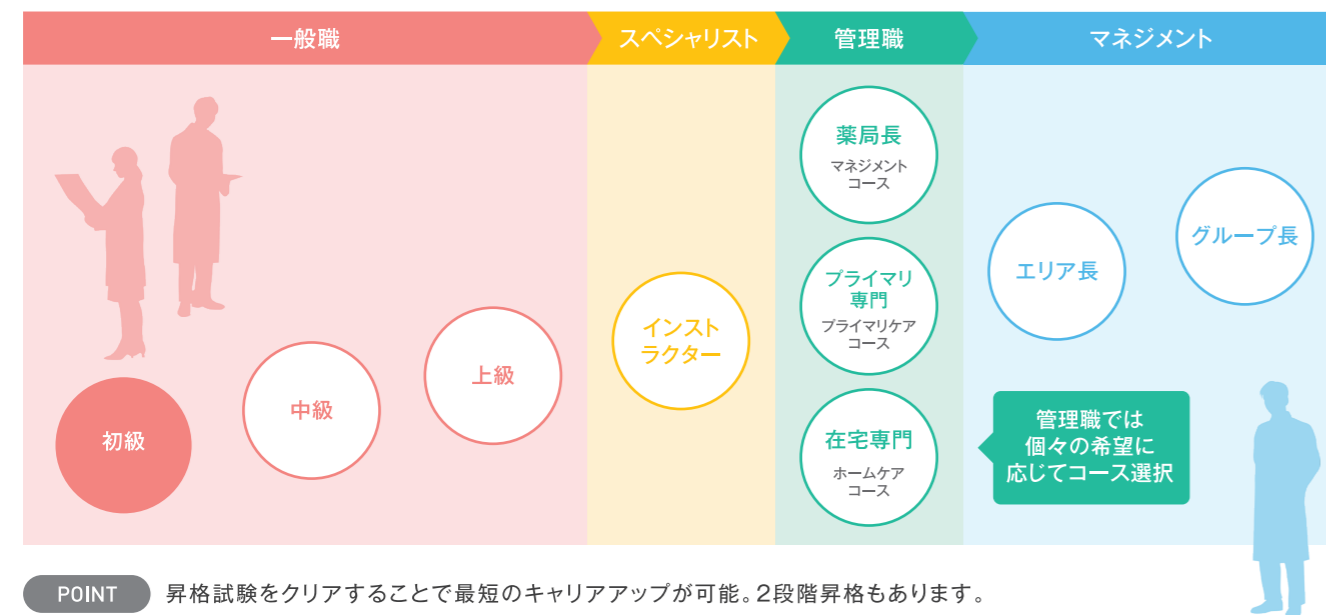 一般職
スペシャリスト
管理職
マネジメント
初級
中級
上級
インスト
ラクター
薬局長
マネジメント
コース
プライマリ
専門
プライマリケア
コース
在宅専門
ホームケア
コース
エリア長
グループ長
管理職では
個々の希望に
応じてコース選択
POINT 昇格試験をクリアすることで最短のキャリアアップが可能。2段階昇格もあります。